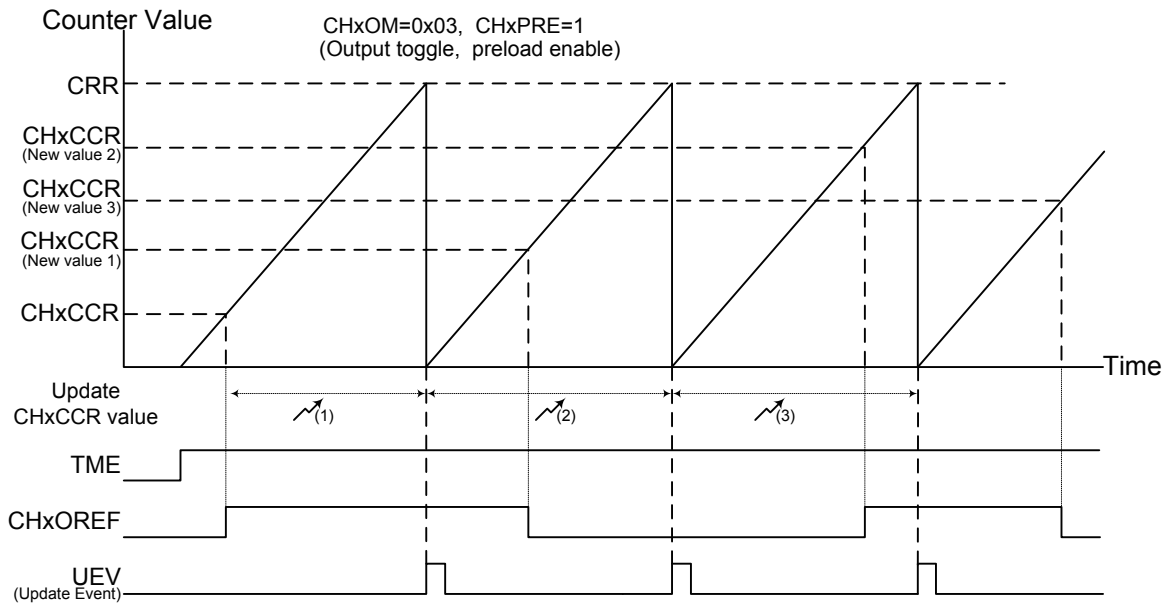 Counter Value
CHxOM=0x03, CHxPRE=1
(Output toggle, preload enable)
CRR
CHxCCR
(New value 2)
CHxCCR
(New value 3)
CHxCCR
(New value 1)
CHxCCR
Time
Update
CHxCCR value
(1)
(2)
(3)
TME
CHxOREF
UEV
(Update Event)